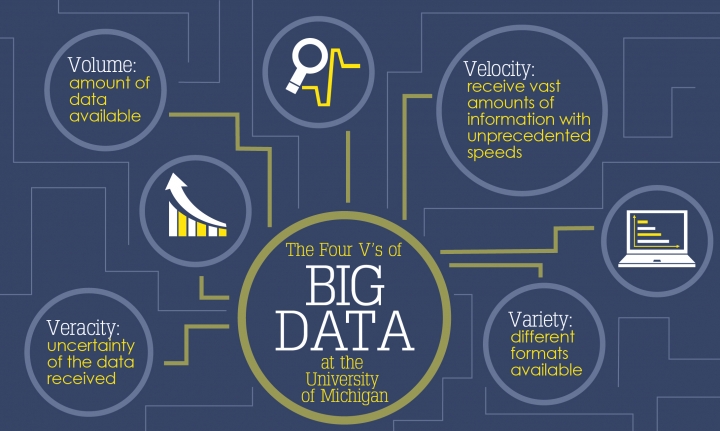 Volume:
amount of
data
available
Velocity:
receive vast
amounts of
information with
unprecedented
speeds
The Four V's of
BIG
DATA
at the
University
of Michigan
Veracity:
uncertainty
of the data
received
Variety:
different
formats
available